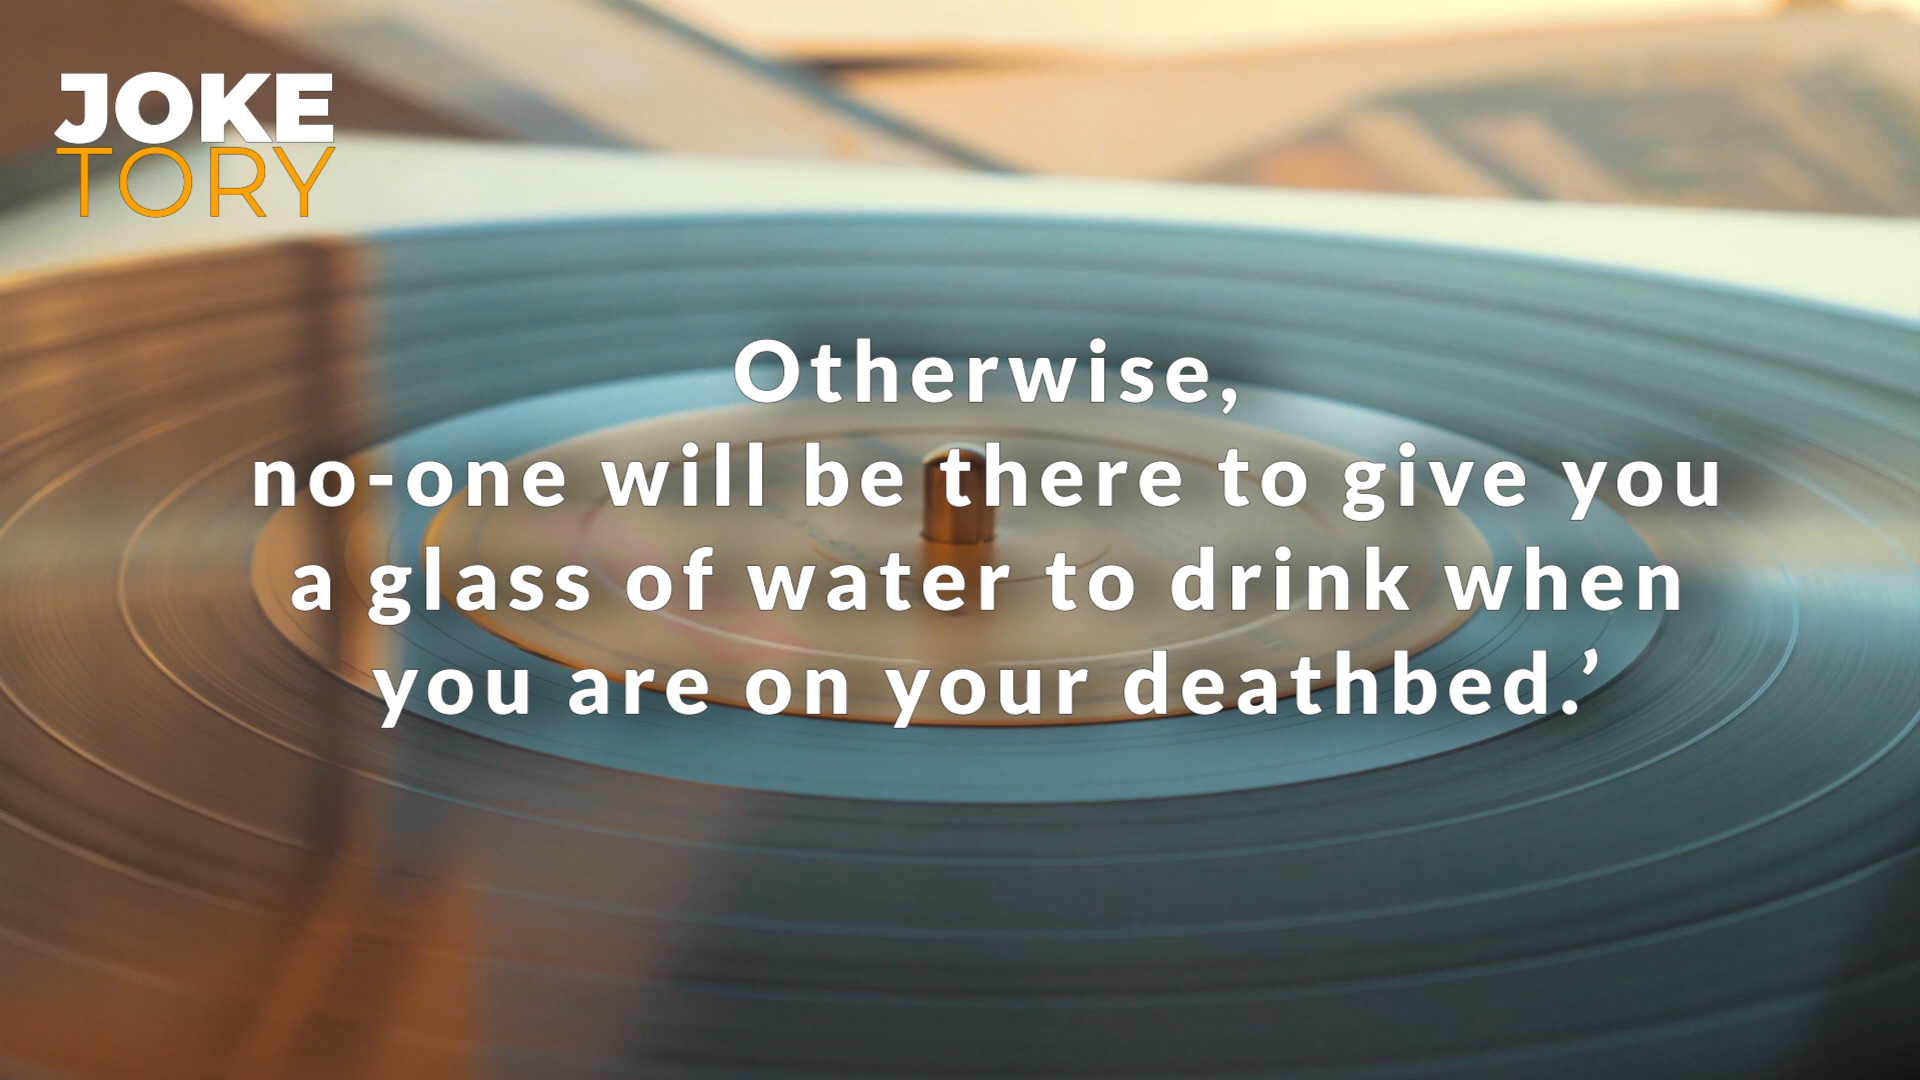 JOKE
TORY
Otherwise,
no-one will be there to give you
a glass of water to drink when
you are on your deathbed.’